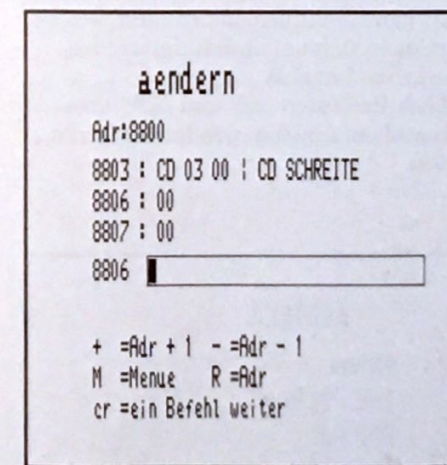 aendern
Adr:8800
8803 : CD 03 00 ¦ CD SCHREITE
8806 : 00
8807 : 00
8806
+ =Adr + 1 - =Adr - 1
M =Menue R =Adr
cr =ein Befehl weiter